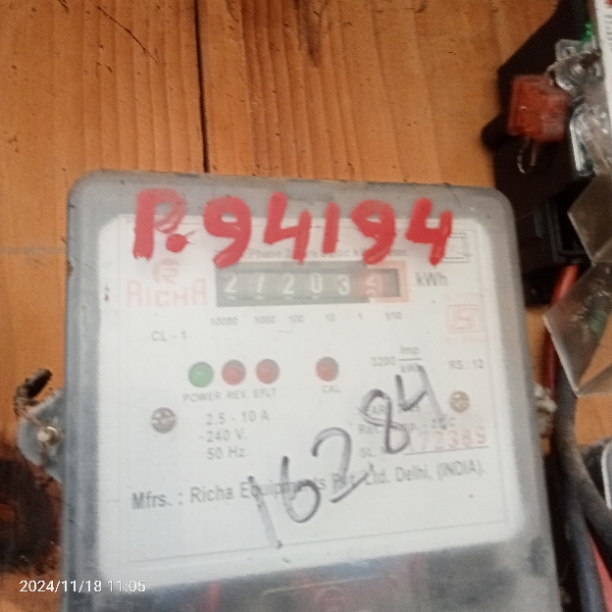 P.94194
RICHA
27203
kWh
10000 1000 100 10 1 1/10
CL - 1
3200 Imp
kWh
RS : 12
POWER REV. EFLT CAL
2.5 - 10 A
~240 V.
50 Hz.
16284
Mfrs. : Richa Equipments Pvt. Ltd. Delhi, (INDIA).
2024/11/18 11:05